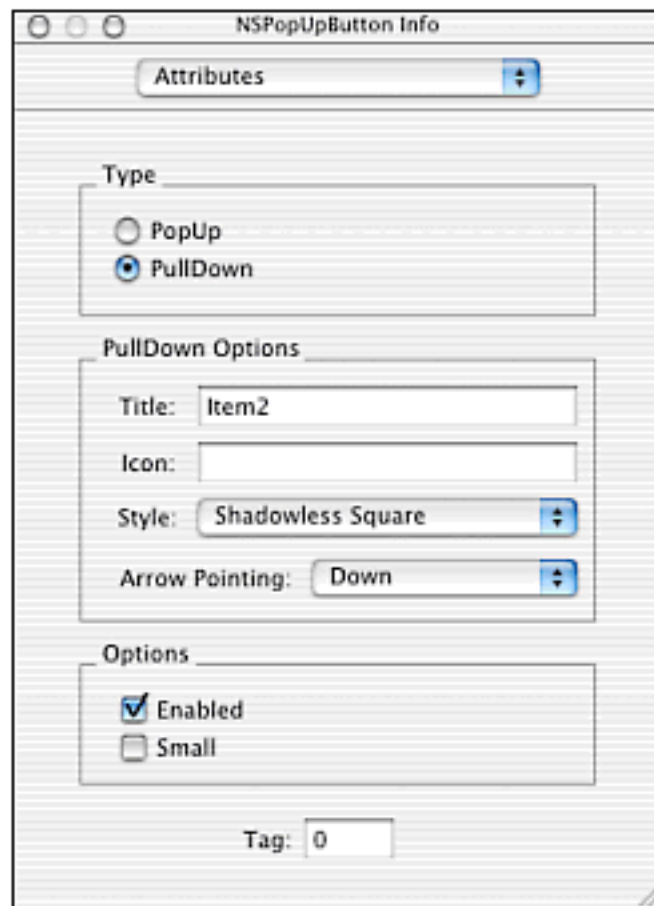 NSPopUpButton Info
Attributes
Type
PopUp
PullDown
PullDown Options
Title: Item2
Icon:
Style: Shadowless Square
Arrow Pointing: Down
Options
Enabled
Small
Tag: 0